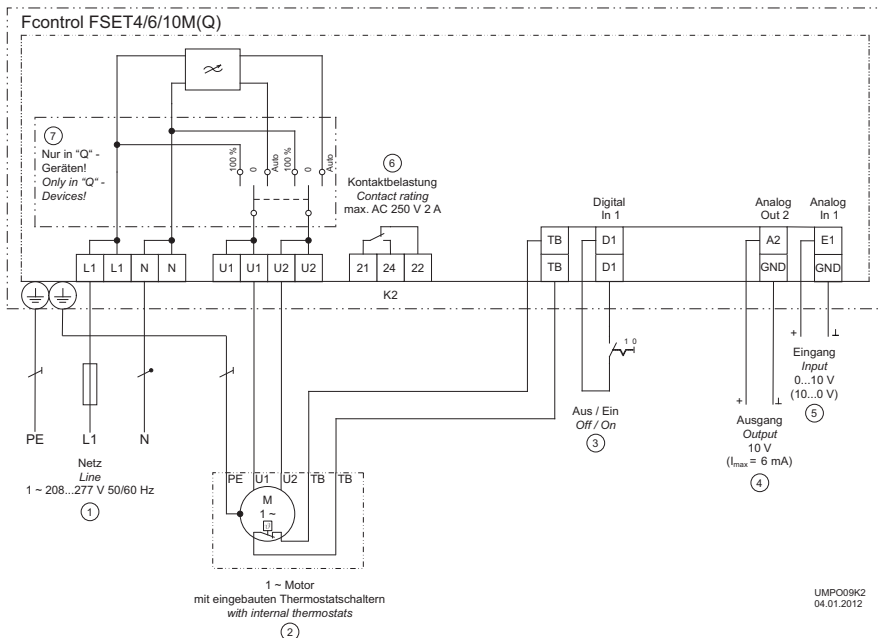 Fcontrol FSET4/6/10M(Q)
7
Nur in "Q" -
Geräten!
Only in "Q" -
Devices!
100 %
0
Auto
100 %
0
Auto
6
Kontaktbelastung
Contact rating
max. AC 250 V 2 A
Digital
In 1
Analog
Out 2
Analog
In 1
L1 L1 N N
U1 U1 U2 U2
21 24 22
K2
TB D1 A2 E1
TB D1 GND GND
1 0
PE L1 N
Netz
Line
1 ~ 208...277 V 50/60 Hz
1
Aus / Ein
Off / On
3
+ ⊥
Eingang
Input
0...10 V
(10...0 V)
5
+ ⊥
Ausgang
Output
10 V
(Imax = 6 mA)
4
PE U1 U2 TB TB
M
1 ~
1 ~ Motor
mit eingebauten Thermostatschaltern
with internal thermostats
2
UMPO09K2
04.01.2012